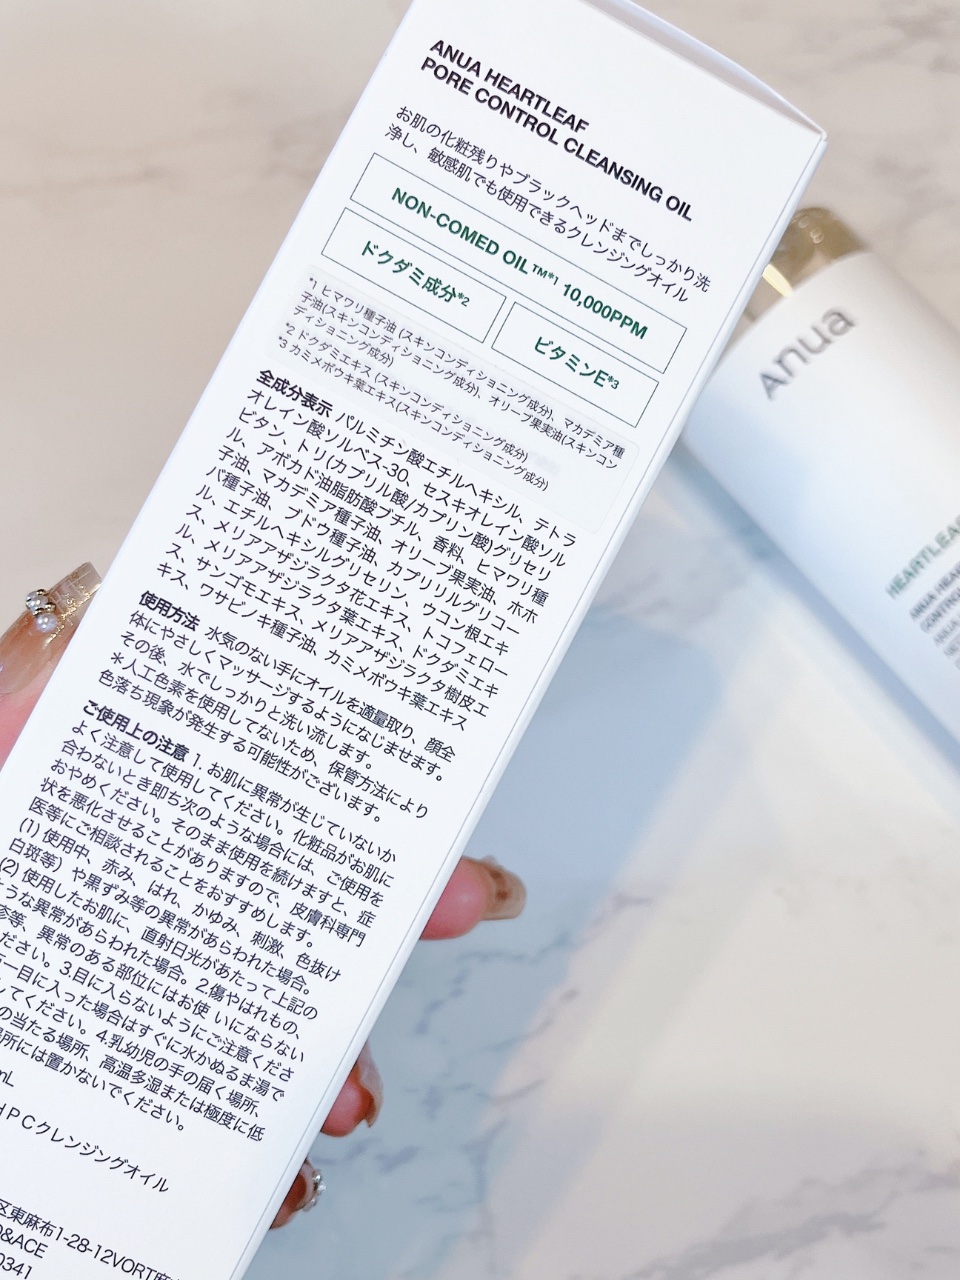 ANUA HEARTLEAF
PORE CONTROL CLEANSING OIL
お肌の化粧残りやブラックヘッドまでしっかり洗
浄し、敏感肌でも使用できるクレンジングオイル
NON-COMED OIL™*1 10,000PPM
ドクダミ成分*2
ビタミンE*3
*1 ヒマワリ種子油 (スキンコンディショニング成分)、マカデミア種
子油(スキンコンディショニング成分)、オリーブ果実油(スキンコン
ディショニング成分)
*2 ドクダミエキス (スキンコンディショニング成分)
*3 カミメボウキ葉エキス(スキンコンディショニング成分)
全成分表示 パルミチン酸エチルヘキシル、テトラ
オレイン酸ソルベス-30、セスキオレイン酸ソル
ビタン、トリ(カプリル酸/カプリン酸)グリセリ
ル、アボカド油脂肪酸ブチル、香料、ヒマワリ種
子油、マカデミア種子油、オリーブ果実油、ホホ
バ種子油、ブドウ種子油、カプリリルグリコー
ル、エチルヘキシルグリセリン、ウコン根エキ
ス、メリアアザジラクタ花エキス、トコフェロー
ル、メリアアザジラクタ葉エキス、ドクダミエキ
ス、サンゴモエキス、メリアアザジラクタ樹皮エ
キス、ワサビノキ種子油、カミメボウキ葉エキス
使用方法 水気のない手にオイルを適量取り、顔全
体にやさしくマッサージするようになじませます。
その後、水でしっかりと洗い流します。
＊人工色素を使用してないため、保管方法により
色落ち現象が発生する可能性がございます。
ご使用上の注意 1. お肌に異常が生じていないか
よく注意して使用してください。化粧品がお肌に
合わないとき即ち次のような場合には、ご使用を
おやめください。そのまま使用を続けますと、症
状を悪化させることがありますので、皮膚科専門
医等にご相談されることをおすすめします。
(1) 使用中、赤み、はれ、かゆみ、刺激、色抜け
白斑等）や黒ずみ等の異常があらわれた場合。
(2) 使用したお肌に、直射日光があたって上記の
うな異常があらわれた場合。2.傷やはれもの、
疹等、異常のある部位にはお使 いにならない
ださい。3.目に入らないようにご注意くださ
一目に入った場合はすぐに水かぬるま湯で
してください。4.乳幼児の手の届く場所、
の当たる場所、高温多湿または極度に低
場所には置かないでください。
mL
HPCクレンジングオイル
区東麻布1-28-12VORT麻
D&ACE
0341
Anua
HEARTLEAF
ANUA HEAR